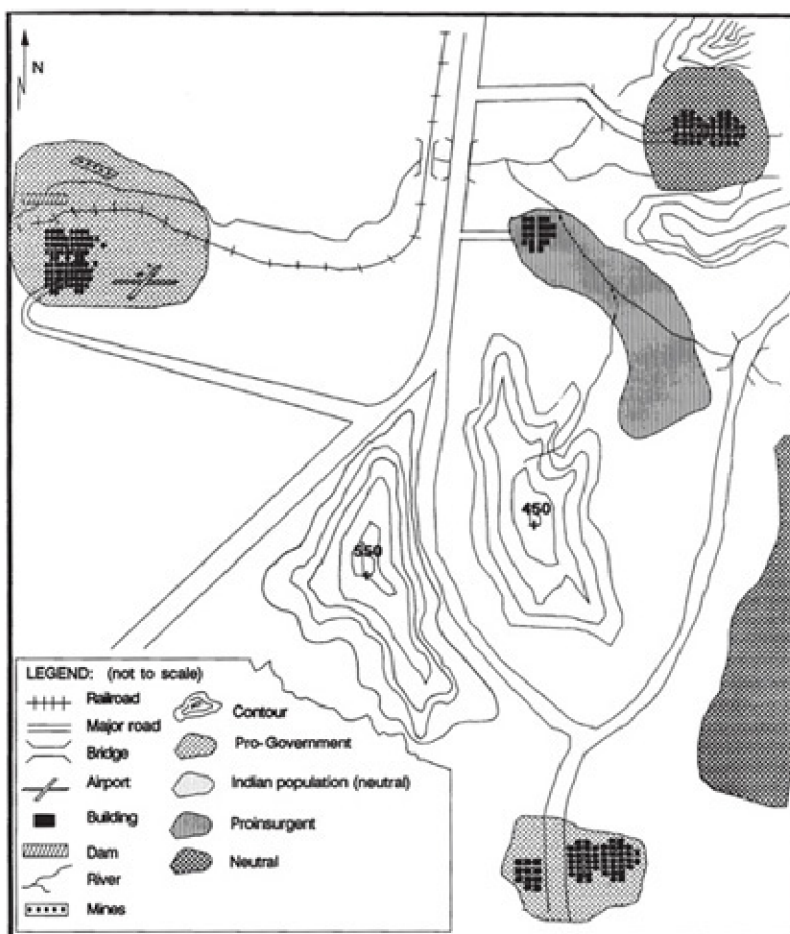 N
450
550
LEGEND: (not to scale)
Railroad
Major road
Bridge
Airport
Building
Dam
River
Mines
Contour
Pro-Government
Indian population (neutral)
Proinsurgent
Neutral